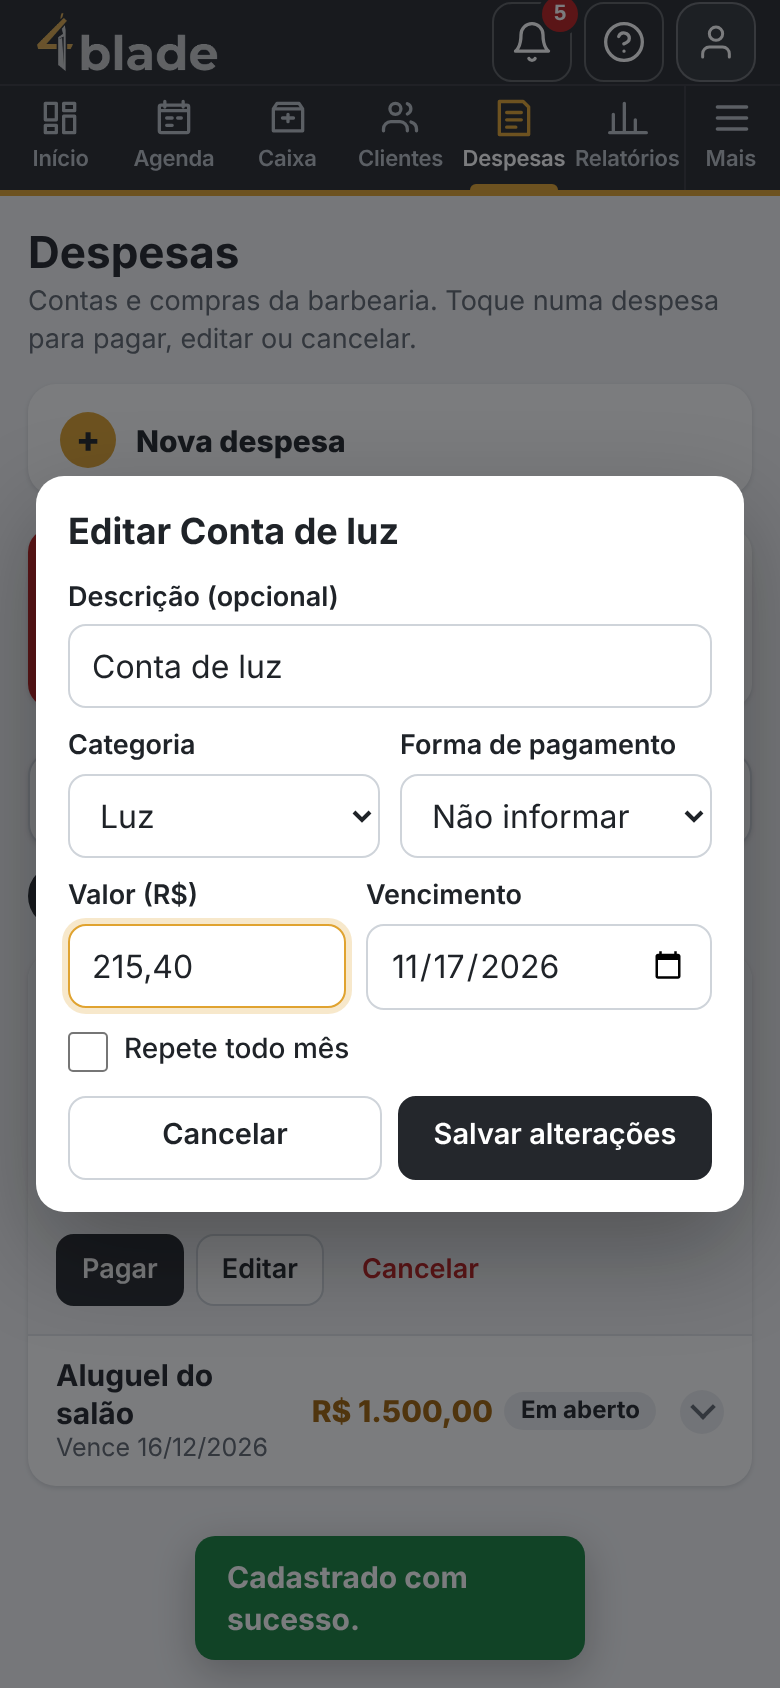 4blade
5
Início
Agenda
Caixa
Clientes
Despesas
Relatórios
Mais
Despesas
Contas e compras da barbearia. Toque numa despesa
para pagar, editar ou cancelar.
+ Nova despesa
Editar Conta de luz
Descrição (opcional)
Conta de luz
Categoria
Forma de pagamento
Luz
Não informar
Valor (R$)
Vencimento
215,40
11/17/2026
Repete todo mês
Cancelar
Salvar alterações
Pagar
Editar
Cancelar
Aluguel do
salão
R$ 1.500,00
Em aberto
Vence 16/12/2026
Cadastrado com
sucesso.